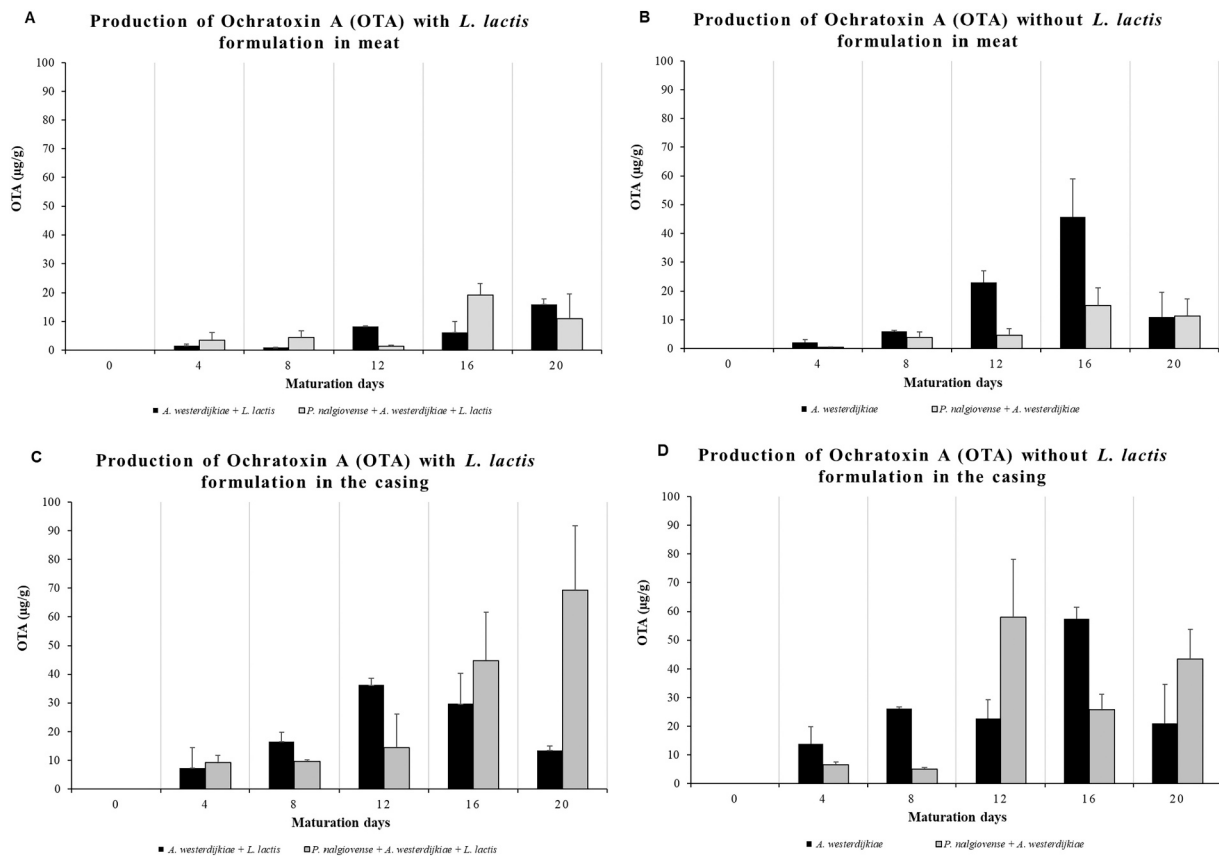 A
Production of Ochratoxin A (OTA) with L. lactis
formulation in meat
100
90
80
70
60
50
40
30
20
10
0
OTA (µg/g)
0 4 8 12 16 20
Maturation days
A. westerdijkiae + L. lactis P. nalgiovense + A. westerdijkiae + L. lactis
B
Production of Ochratoxin A (OTA) without L. lactis
formulation in meat
100
90
80
70
60
50
40
30
20
10
0
OTA (µg/g)
0 4 8 12 16 20
Maturation days
A. westerdijkiae P. nalgiovense + A. westerdijkiae
C
Production of Ochratoxin A (OTA) with L. lactis
formulation in the casing
100
90
80
70
60
50
40
30
20
10
0
OTA (µg/g)
0 4 8 12 16 20
Maturation days
A. westerdijkiae + L. lactis P. nalgiovense + A. westerdijkiae + L. lactis
D
Production of Ochratoxin A (OTA) without L. lactis
formulation in the casing
100
90
80
70
60
50
40
30
20
10
0
OTA (µg/g)
0 4 8 12 16 20
Maturation days
A. westerdijkiae P. nalgiovense + A. westerdijkiae